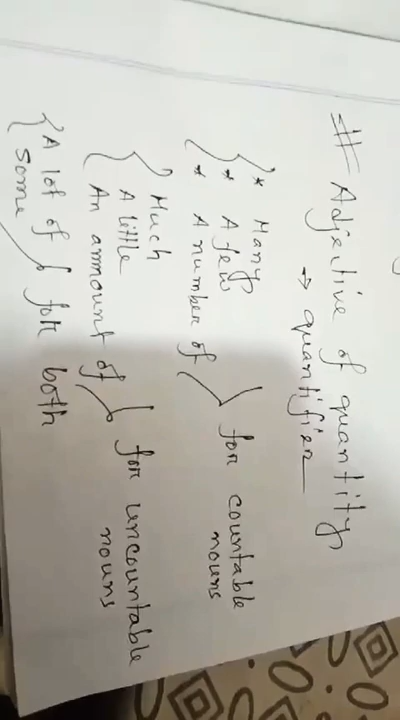 # Adjective of quantity
→ quantifier
* Many
* A few
* A number of
for countable nouns
Much
A little
An ammount of
for uncountable nouns
A lot of
Some
for both